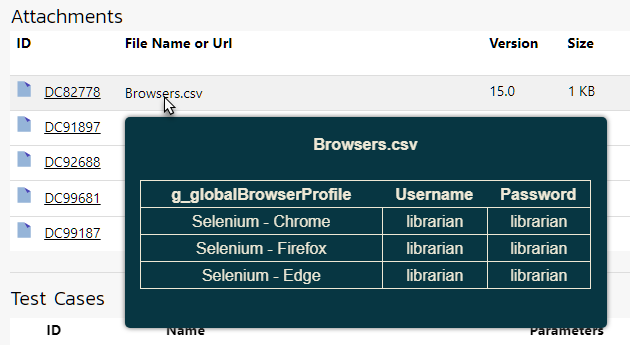 Attachments
ID File Name or Url Version Size
DC82778 Browsers.csv 15.0 1 KB
DC91897
Browsers.csv
DC92688
g_globalBrowserProfile Username Password
DC99681
Selenium - Chrome librarian librarian
DC99187
Selenium - Firefox librarian librarian
Selenium - Edge librarian librarian
Test Cases
ID Name Parameters